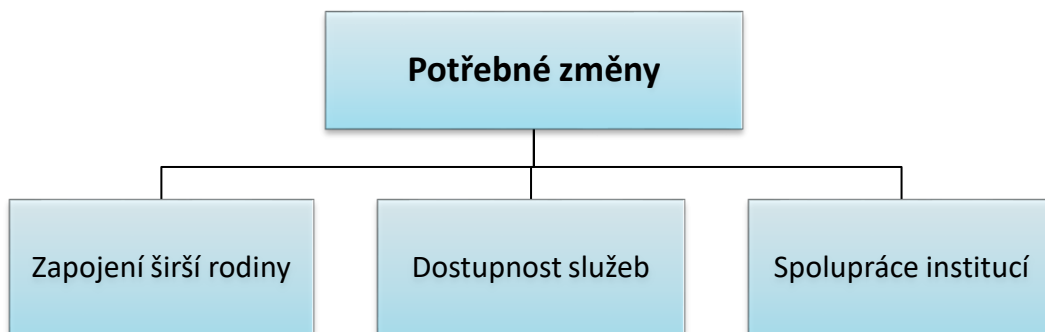 Potřebné změny
Zapojení širší rodiny
Dostupnost služeb
Spolupráce institucí